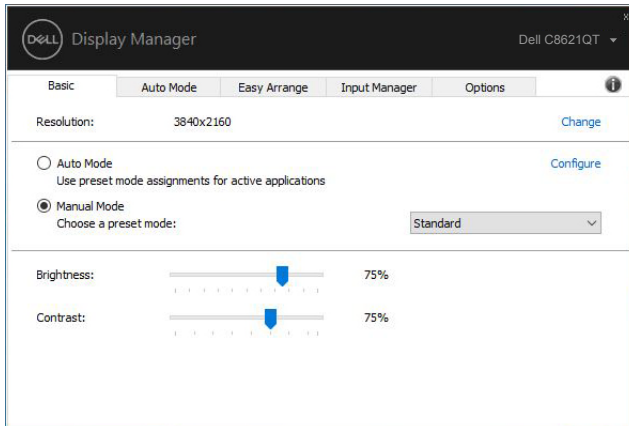 x
DELL Display Manager Dell C8621QT
Basic Auto Mode Easy Arrange Input Manager Options i
Resolution: 3840x2160 Change
Auto Mode Configure
Use preset mode assignments for active applications
Manual Mode
Choose a preset mode: Standard
Brightness: 75%
Contrast: 75%